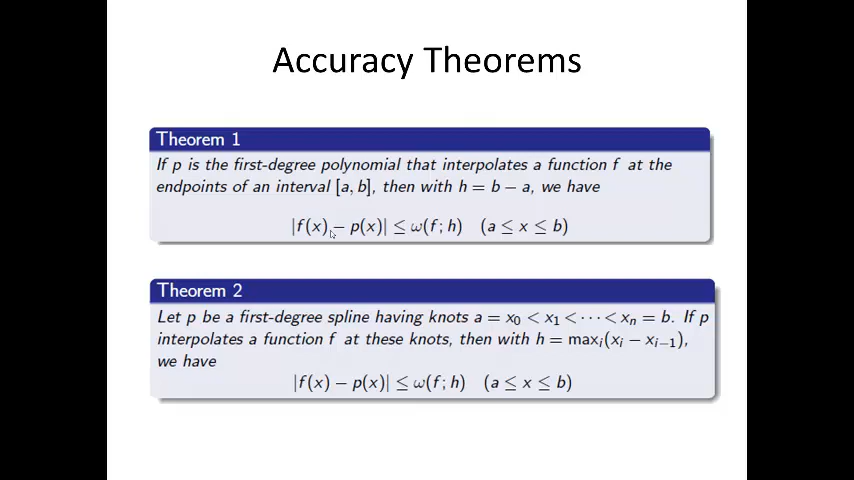 Accuracy Theorems
Theorem 1
If p is the first-degree polynomial that interpolates a function f at the
endpoints of an interval [a, b], then with h = b − a, we have
|f(x) − p(x)| ≤ ω(f; h) (a ≤ x ≤ b)
Theorem 2
Let p be a first-degree spline having knots a = x₀ < x₁ < ⋯ < xₙ = b. If p
interpolates a function f at these knots, then with h = maxᵢ(xᵢ − xᵢ₋₁),
we have
|f(x) − p(x)| ≤ ω(f; h) (a ≤ x ≤ b)